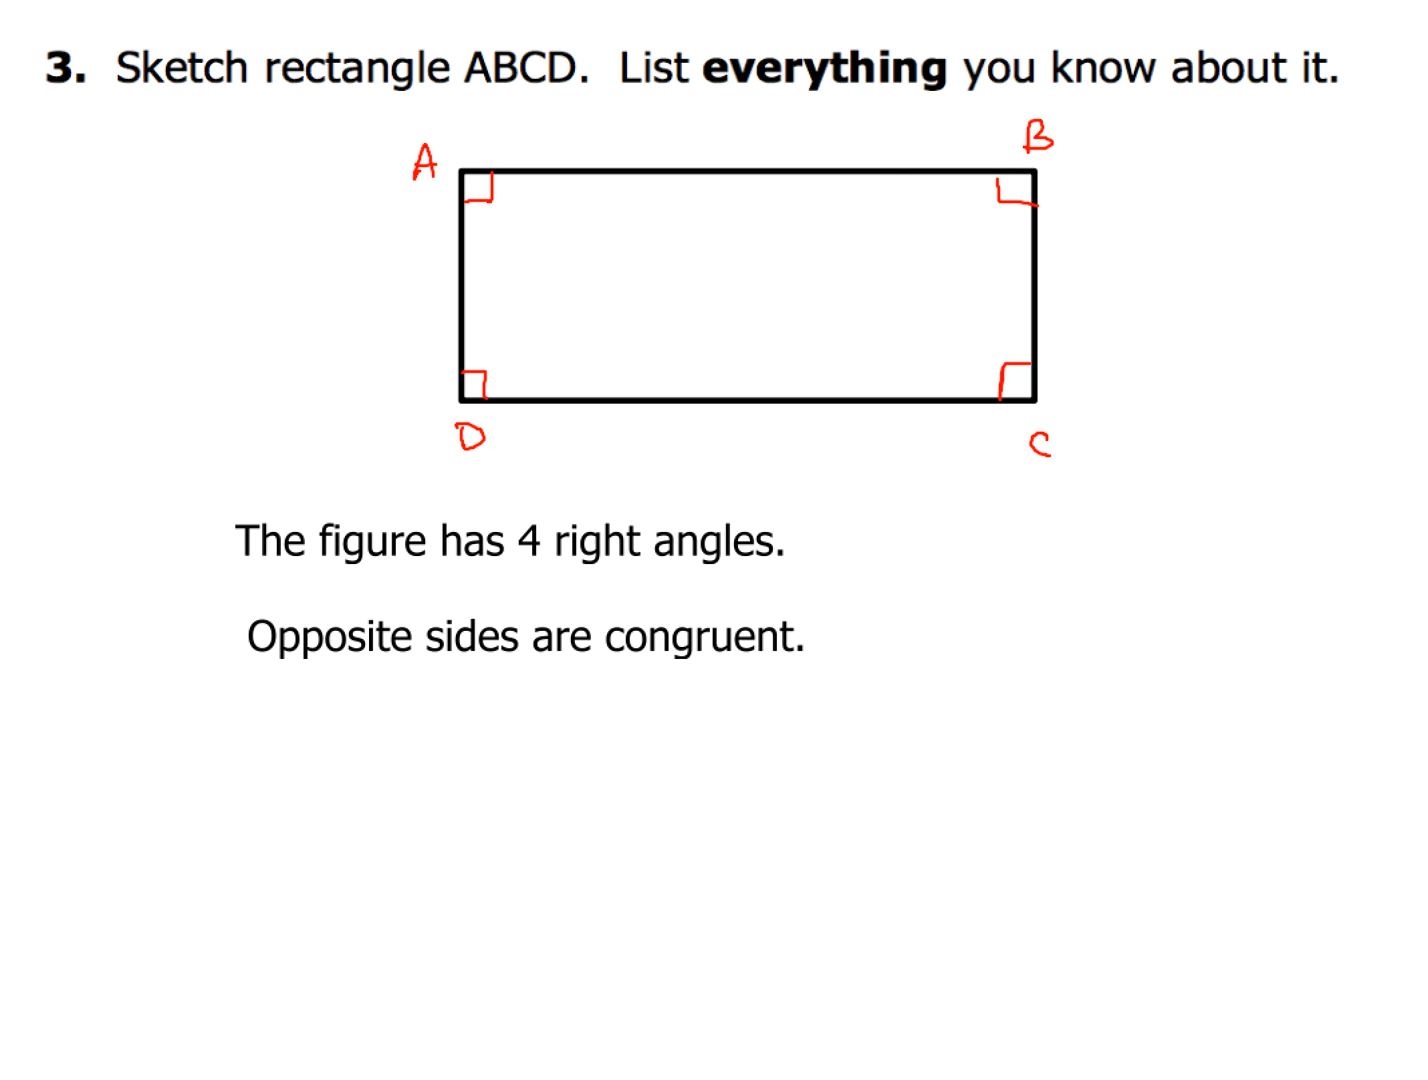 3. Sketch rectangle ABCD. List everything you know about it.
A
B
D
C
The figure has 4 right angles.
Opposite sides are congruent.